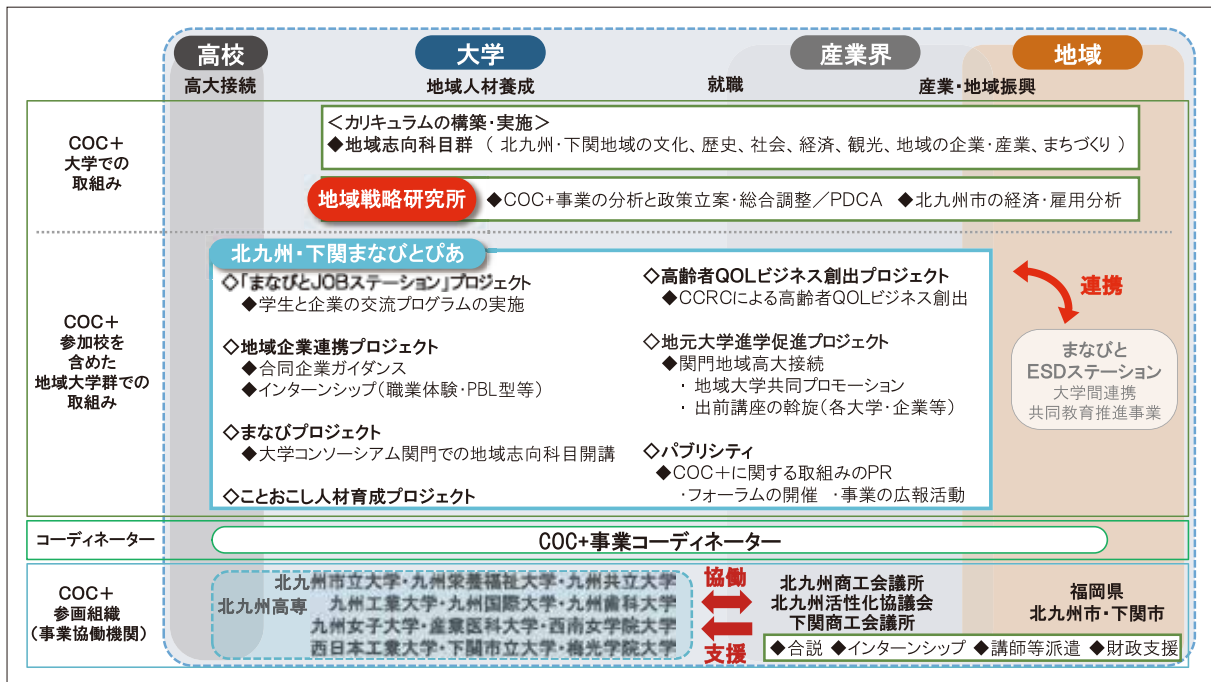 高校
大学
産業界
地域
高大接続
地域人材養成
就職
産業・地域振興
COC＋
大学での
取組み
＜カリキュラムの構築・実施＞
◆地域志向科目群（ 北九州・下関地域の文化、歴史、社会、経済、観光、地域の企業・産業、まちづくり ）
地域戦略研究所
◆COC+事業の分析と政策立案・総合調整／PDCA ◆北九州市の経済・雇用分析
COC＋
参加校を
含めた
地域大学群での
取組み
北九州・下関まなびとぴあ
◇「まなびとJOBステーション」プロジェクト
◆学生と企業の交流プログラムの実施
◇地域企業連携プロジェクト
◆合同企業ガイダンス
◆インターンシップ（職業体験・PBL型等）
◇まなびプロジェクト
◆大学コンソーシアム関門での地域志向科目開講
◇ことおこし人材育成プロジェクト
◇高齢者QOLビジネス創出プロジェクト
◆CCRCによる高齢者QOLビジネス創出
◇地元大学進学促進プロジェクト
◆関門地域高大接続
・ 地域大学共同プロモーション
・ 出前講座の斡旋（各大学・企業等）
◇パブリシティ
◆COC＋に関する取組みのPR
・フォーラムの開催 ・事業の広報活動
連携
まなびと
ESDステーション
大学間連携
共同教育推進事業
コーディネーター
COC+事業コーディネーター
COC＋
参画組織
（事業協働機関）
北九州市立大学・九州栄養福祉大学・九州共立大学
北九州高専
九州工業大学・九州国際大学・九州歯科大学
九州女子大学・産業医科大学・西南女学院大学
西日本工業大学・下関市立大学・梅光学院大学
協働
支援
北九州商工会議所
北九州活性化協議会
下関商工会議所
福岡県
北九州市・下関市
◆合説 ◆インターンシップ ◆講師等派遣 ◆財政支援